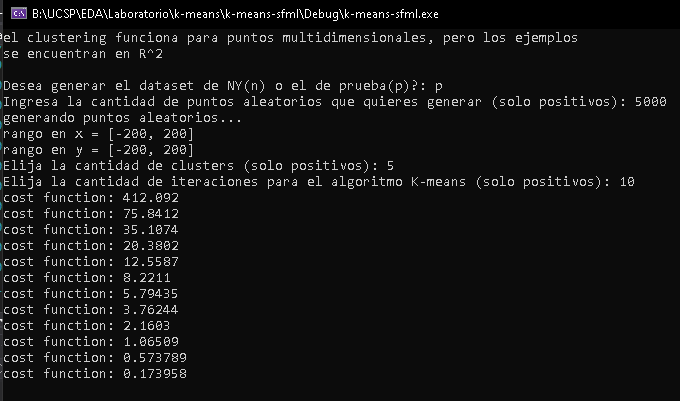 B:\UCSP\EDA\Laboratorio\k-means\k-means-sfml\Debug\k-means-sfml.exe
el clustering funciona para puntos multidimensionales, pero los ejemplos
se encuentran en R^2
Desea generar el dataset de NY(n) o el de prueba(p)?: p
Ingresa la cantidad de puntos aleatorios que quieres generar (solo positivos): 5000
generando puntos aleatorios...
rango en x = [-200, 200]
rango en y = [-200, 200]
Elija la cantidad de clusters (solo positivos): 5
Elija la cantidad de iteraciones para el algoritmo K-means (solo positivos): 10
cost function: 412.092
cost function: 75.8412
cost function: 35.1074
cost function: 20.3802
cost function: 12.5587
cost function: 8.2211
cost function: 5.79435
cost function: 3.76244
cost function: 2.1603
cost function: 1.06509
cost function: 0.573789
cost function: 0.173958